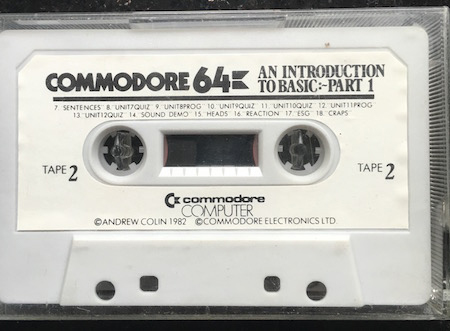 COMMODORE 64 AN INTRODUCTION
TO BASIC:-PART 1
7. 'SENTENCES' 8. 'UNIT7QUIZ' 9. 'UNIT8PROG' 10. 'UNIT9QUIZ' 11. 'UNIT10QUIZ' 12. 'UNIT11PROG'
13. 'UNIT12QUIZ' 14. 'SOUND DEMO' 15. 'HEADS' 16. 'REACTION' 17. 'ESG' 18. 'CRAPS'
TAPE 2
TAPE 2
commodore
COMPUTER
©ANDREW COLIN 1982 ©COMMODORE ELECTRONICS LTD.